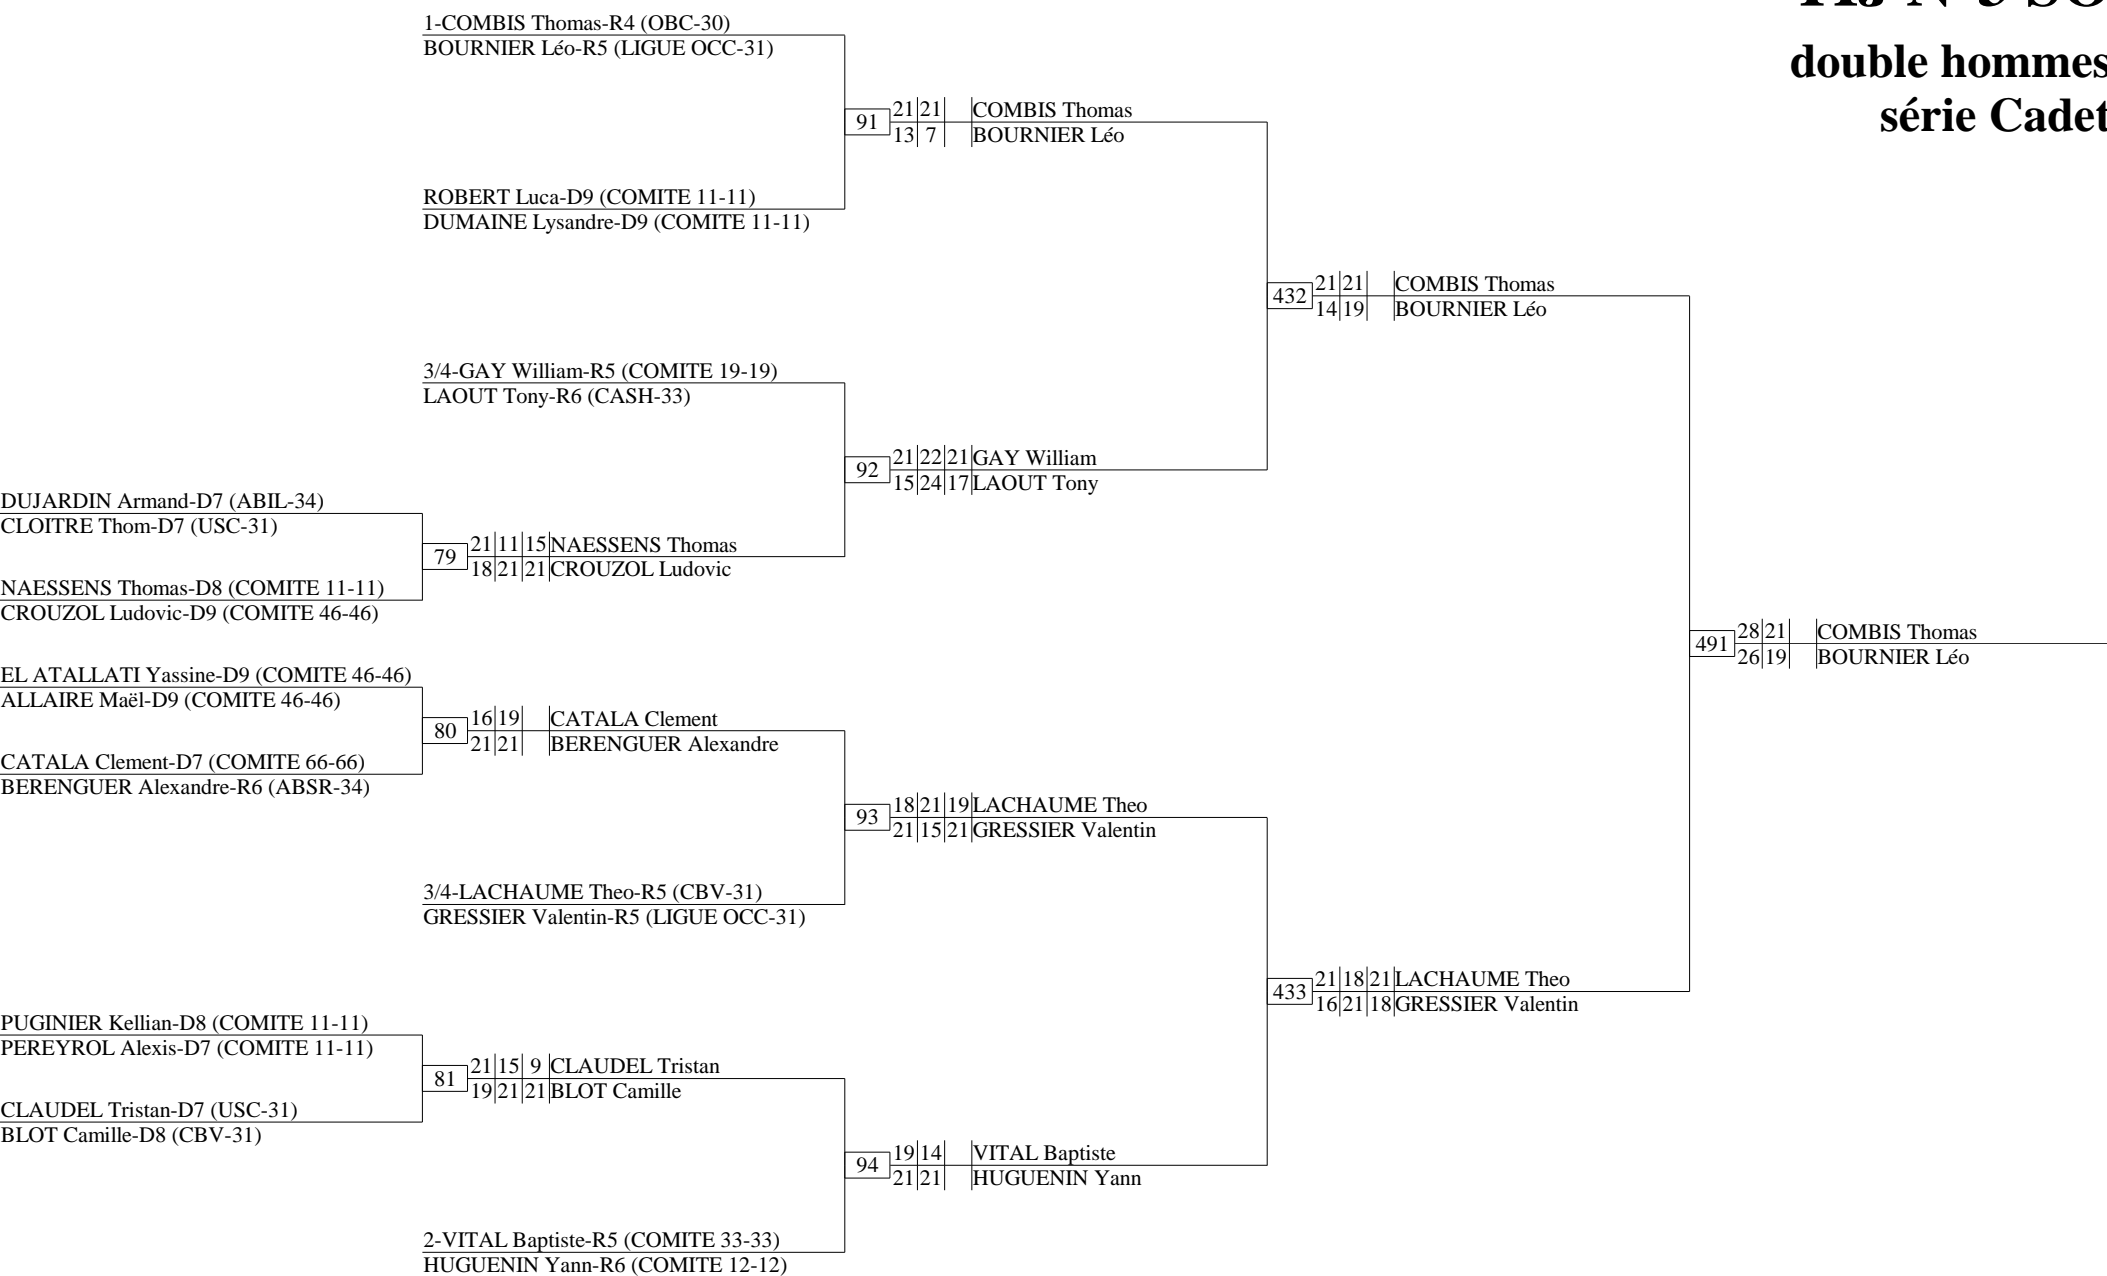 1-COMBIS Thomas-R4 (OBC-30)
BOURNIER Léo-R5 (LIGUE OCC-31)
double hommes
série Cadet
91 21 21 COMBIS Thomas
13 7 BOURNIER Léo
ROBERT Luca-D9 (COMITE 11-11)
DUMAINE Lysandre-D9 (COMITE 11-11)
432 21 21 COMBIS Thomas
14 19 BOURNIER Léo
3/4-GAY William-R5 (COMITE 19-19)
LAOUT Tony-R6 (CASH-33)
92 21 22 21 GAY William
15 24 17 LAOUT Tony
DUJARDIN Armand-D7 (ABIL-34)
CLOITRE Thom-D7 (USC-31)
79 21 11 15 NAESSENS Thomas
18 21 21 CROUZOL Ludovic
NAESSENS Thomas-D8 (COMITE 11-11)
CROUZOL Ludovic-D9 (COMITE 46-46)
491 28 21 COMBIS Thomas
26 19 BOURNIER Léo
EL ATALLATI Yassine-D9 (COMITE 46-46)
ALLAIRE Maël-D9 (COMITE 46-46)
80 16 19 CATALA Clement
21 21 BERENGUER Alexandre
CATALA Clement-D7 (COMITE 66-66)
BERENGUER Alexandre-R6 (ABSR-34)
93 18 21 19 LACHAUME Theo
21 15 21 GRESSIER Valentin
3/4-LACHAUME Theo-R5 (CBV-31)
GRESSIER Valentin-R5 (LIGUE OCC-31)
433 21 18 21 LACHAUME Theo
16 21 18 GRESSIER Valentin
PUGINIER Kellian-D8 (COMITE 11-11)
PEREYROL Alexis-D7 (COMITE 11-11)
81 21 15 9 CLAUDEL Tristan
19 21 21 BLOT Camille
CLAUDEL Tristan-D7 (USC-31)
BLOT Camille-D8 (CBV-31)
94 19 14 VITAL Baptiste
21 21 HUGUENIN Yann
2-VITAL Baptiste-R5 (COMITE 33-33)
HUGUENIN Yann-R6 (COMITE 12-12)